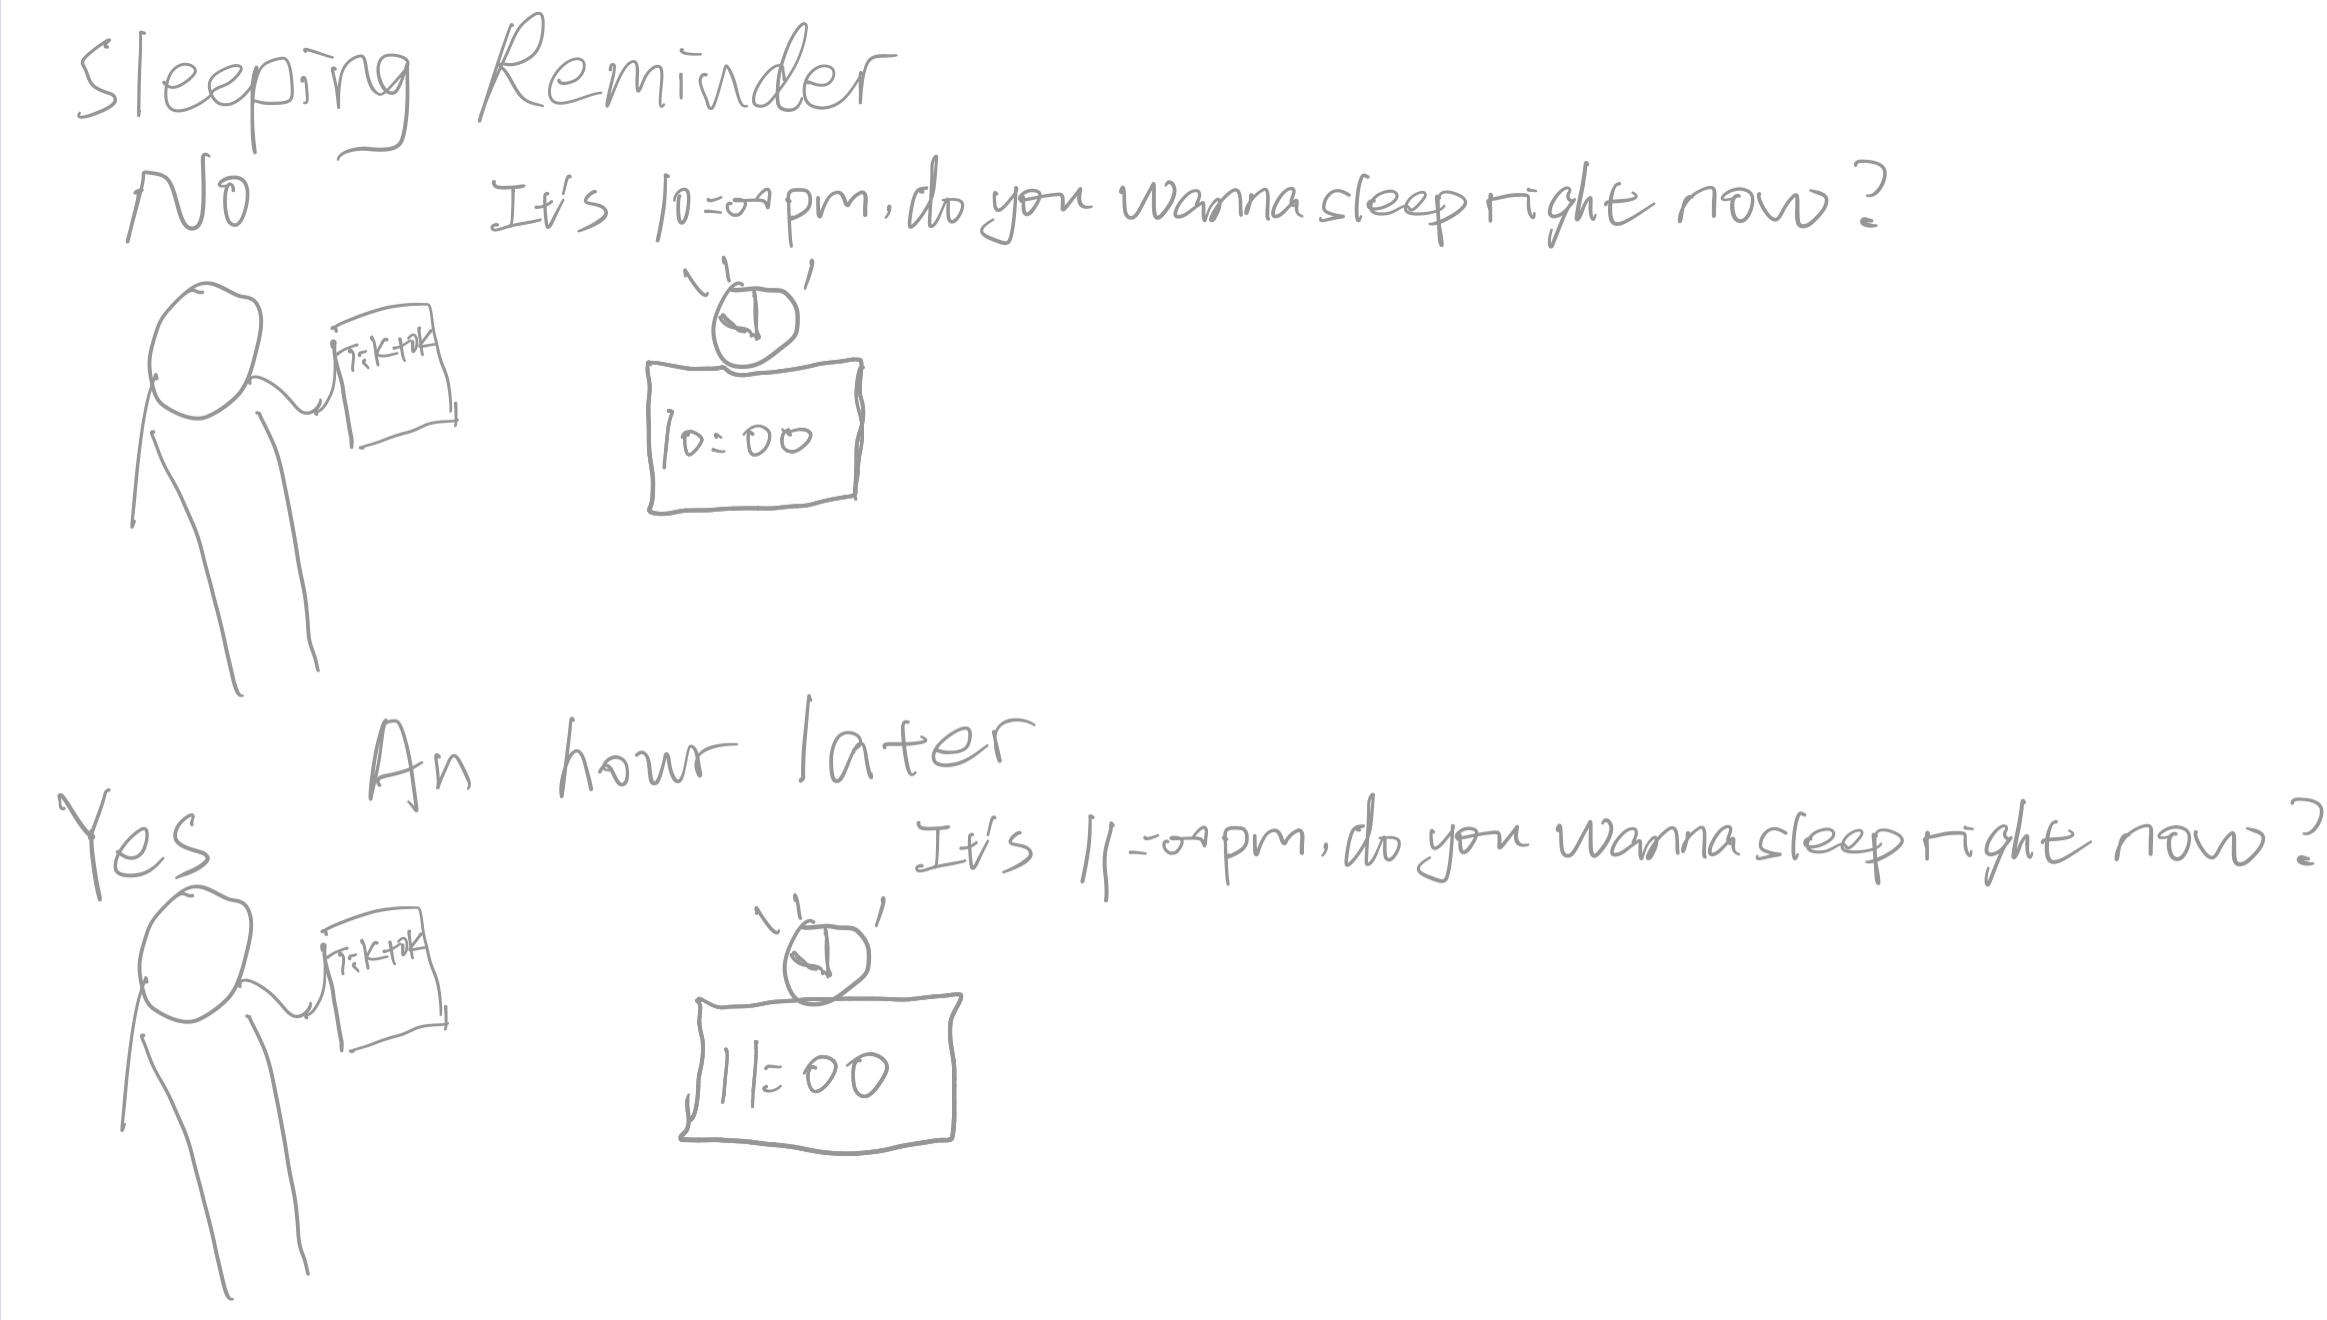 Sleeping Reminder
No
It's 10:00 pm, do you wanna sleep right now?
TikTok
10:00
An hour later
Yes
It's 11:00 pm, do you wanna sleep right now?
TikTok
11:00